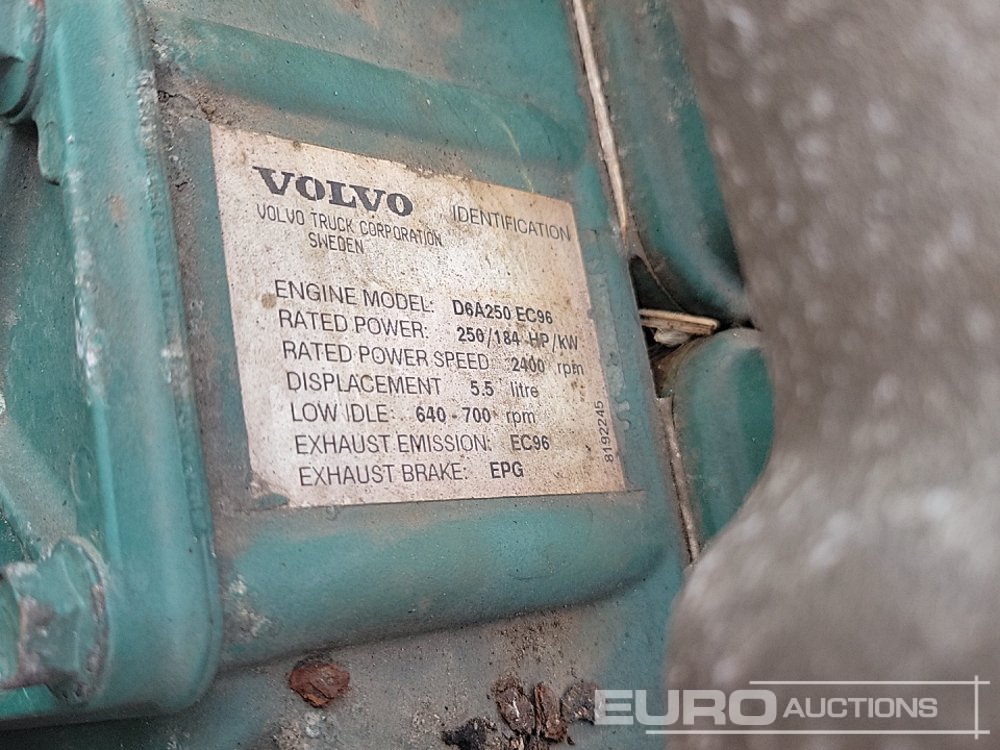 VOLVO IDENTIFICATION
VOLVO TRUCK CORPORATION
SWEDEN
ENGINE MODEL: D6A250 EC96
RATED POWER: 250/184 HP/kW
RATED POWER SPEED: 2400 rpm
DISPLACEMENT 5.5 litre
LOW IDLE: 640 - 700 rpm
EXHAUST EMISSION: EC96
EXHAUST BRAKE: EPG
8192245
EURO AUCTIONS